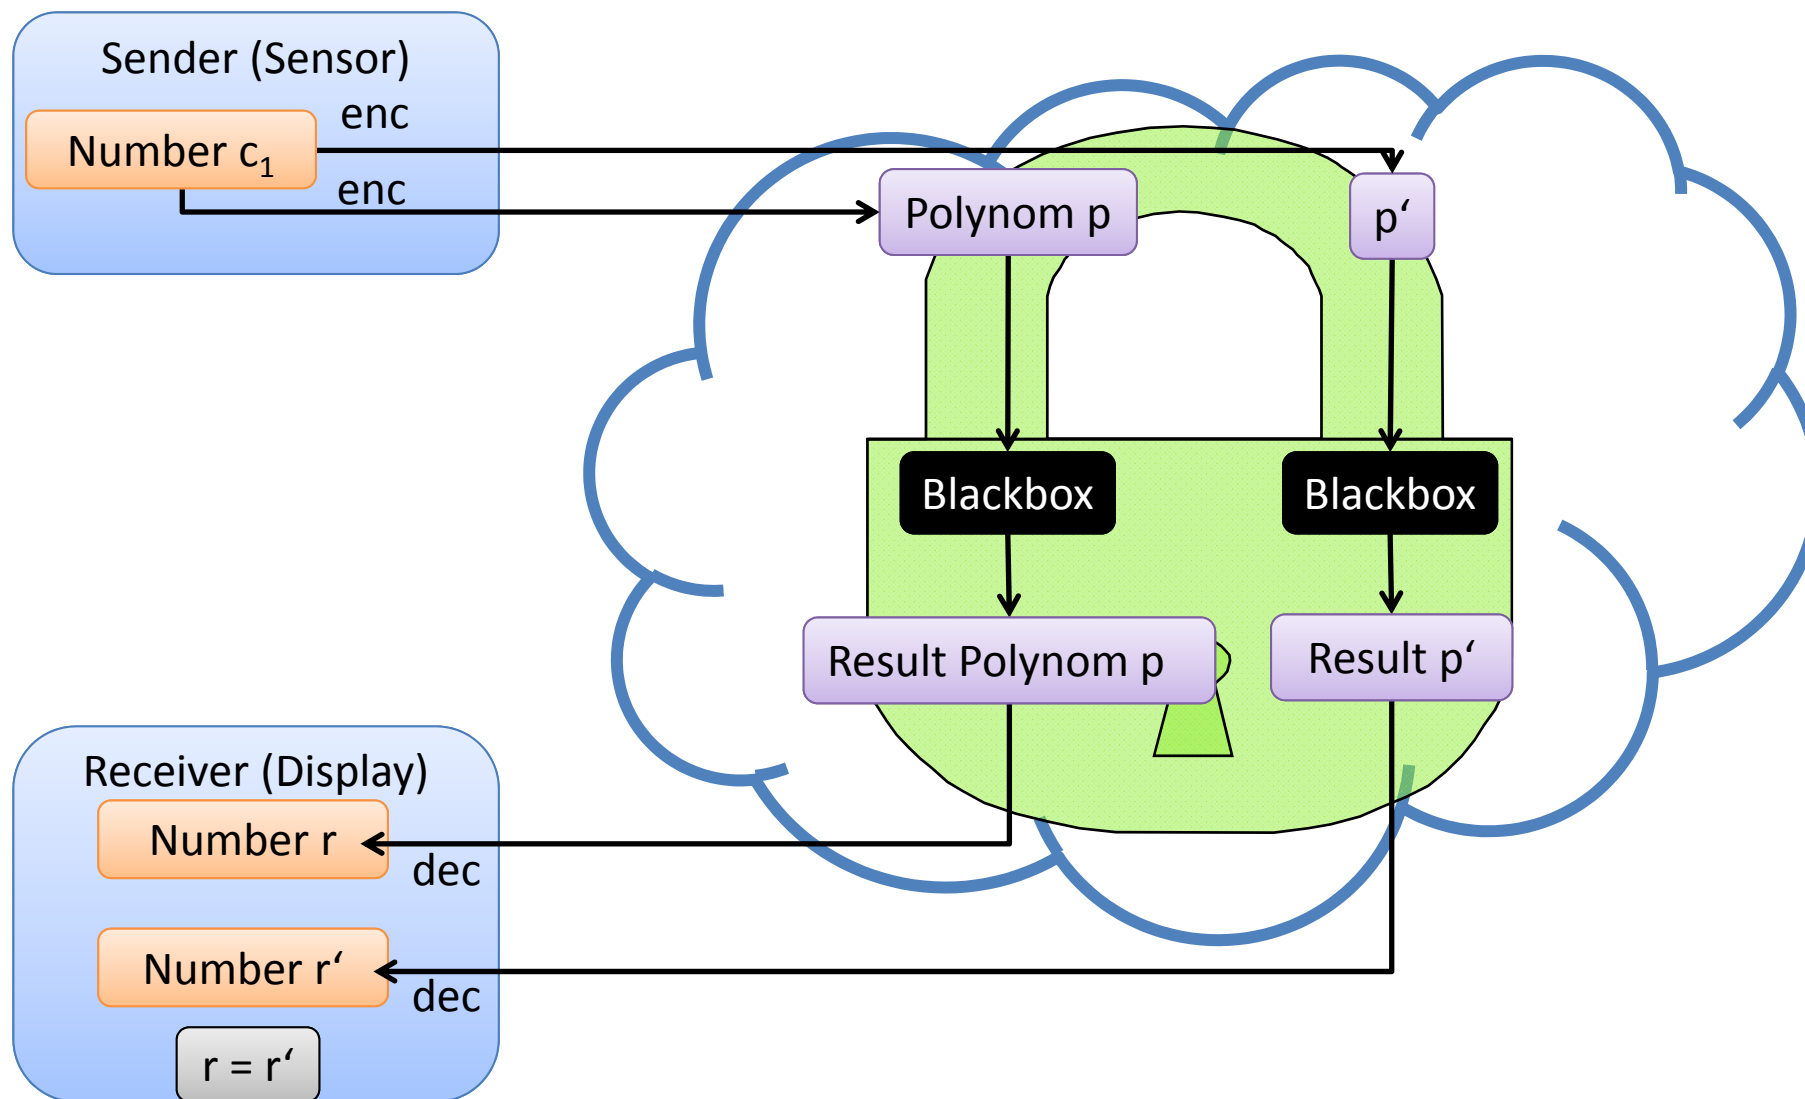 Sender (Sensor)
enc
Number c₁
enc
Polynom p
p‘
Blackbox
Blackbox
Result Polynom p
Result p‘
Receiver (Display)
Number r
dec
Number r‘
dec
r = r‘